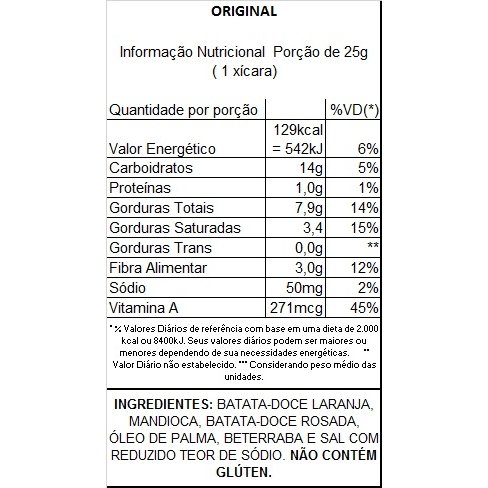 ORIGINAL
Informação Nutricional Porção de 25g
( 1 xícara)
Quantidade por porção %VD(*)
129kcal
Valor Energético = 542kJ 6%
Carboidratos 14g 5%
Proteínas 1,0g 1%
Gorduras Totais 7,9g 14%
Gorduras Saturadas 3,4 15%
Gorduras Trans 0,0g **
Fibra Alimentar 3,0g 12%
Sódio 50mg 2%
Vitamina A 271mcg 45%
* % Valores Diários de referência com base em uma dieta de 2.000
kcal ou 8400kJ. Seus valores diários podem ser maiores ou
menores dependendo de sua necessidades energéticas. **
Valor Diário não estabelecido. *** Considerando peso médio das
unidades.
INGREDIENTES: BATATA-DOCE LARANJA,
MANDIOCA, BATATA-DOCE ROSADA,
ÓLEO DE PALMA, BETERRABA E SAL COM
REDUZIDO TEOR DE SÓDIO. NÃO CONTÉM
GLÚTEN.